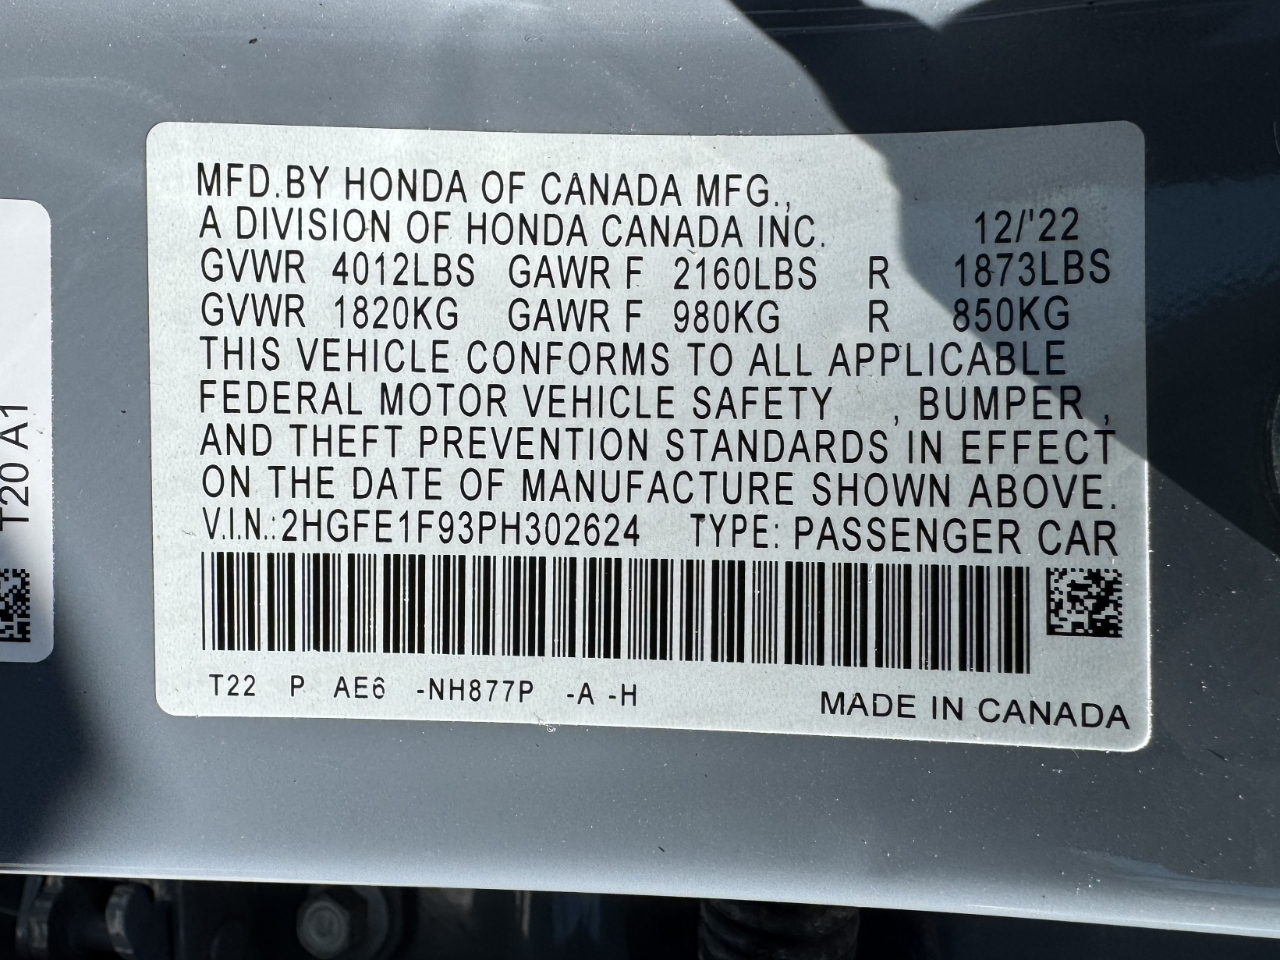 MFD.BY HONDA OF CANADA MFG.,
A DIVISION OF HONDA CANADA INC. 12/'22
GVWR 4012LBS GAWR F 2160LBS R 1873LBS
GVWR 1820KG GAWR F 980KG R 850KG
THIS VEHICLE CONFORMS TO ALL APPLICABLE
FEDERAL MOTOR VEHICLE SAFETY , BUMPER ,
AND THEFT PREVENTION STANDARDS IN EFFECT
ON THE DATE OF MANUFACTURE SHOWN ABOVE.
V.I.N.:2HGFE1F93PH302624 TYPE: PASSENGER CAR
T22 P AE6 -NH877P -A -H MADE IN CANADA
T20 A1